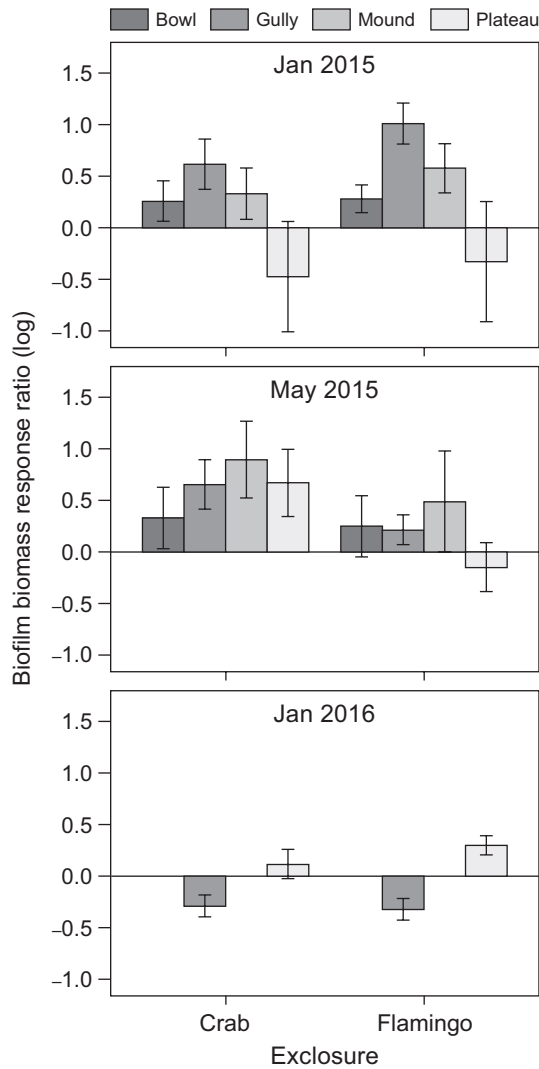 Bowl Gully Mound Plateau
Jan 2015
1.5
1.0
0.5
0.0
−0.5
−1.0
May 2015
1.5
1.0
0.5
0.0
−0.5
−1.0
Jan 2016
1.5
1.0
0.5
0.0
−0.5
−1.0
Biofilm biomass response ratio (log)
Crab Flamingo
Exclosure